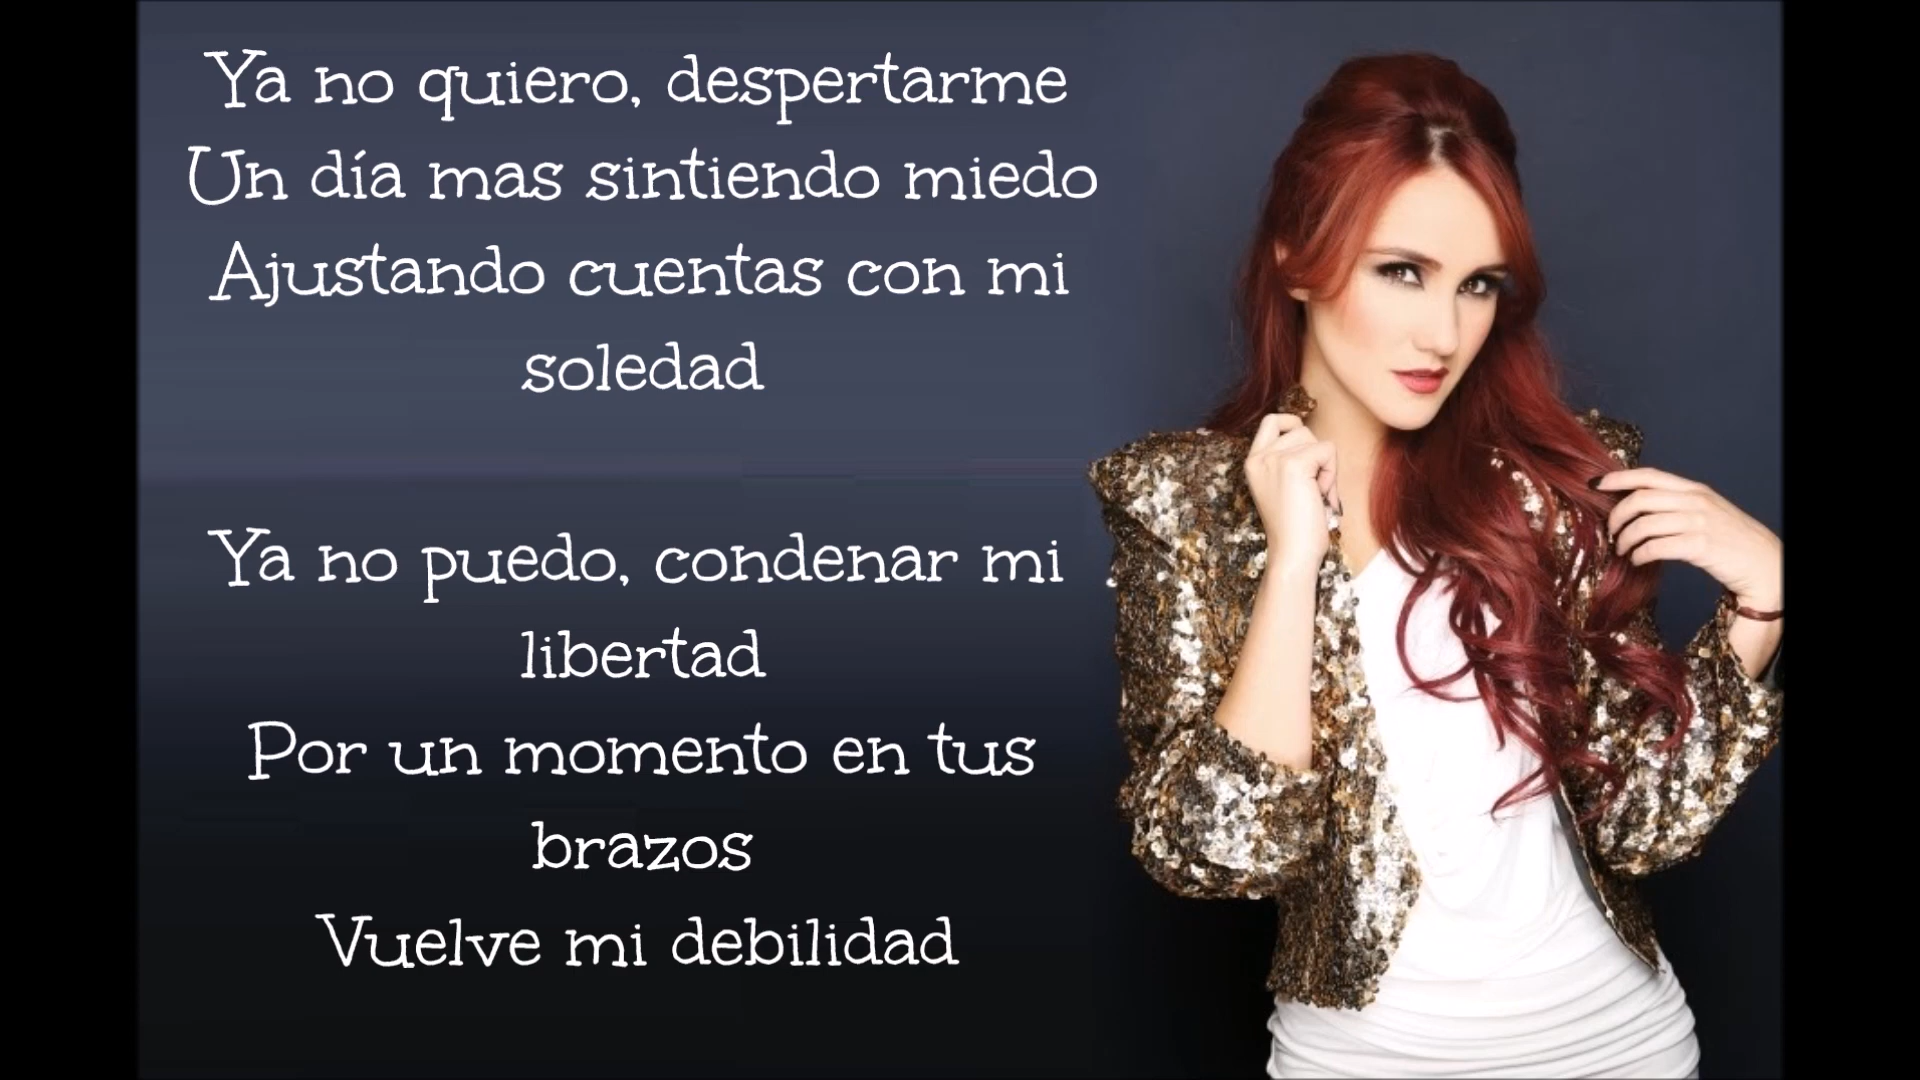 Ya no quiero, despertarme
Un día mas sintiendo miedo
Ajustando cuentas con mi
soledad
Ya no puedo, condenar mi
libertad
Por un momento en tus
brazos
Vuelve mi debilidad